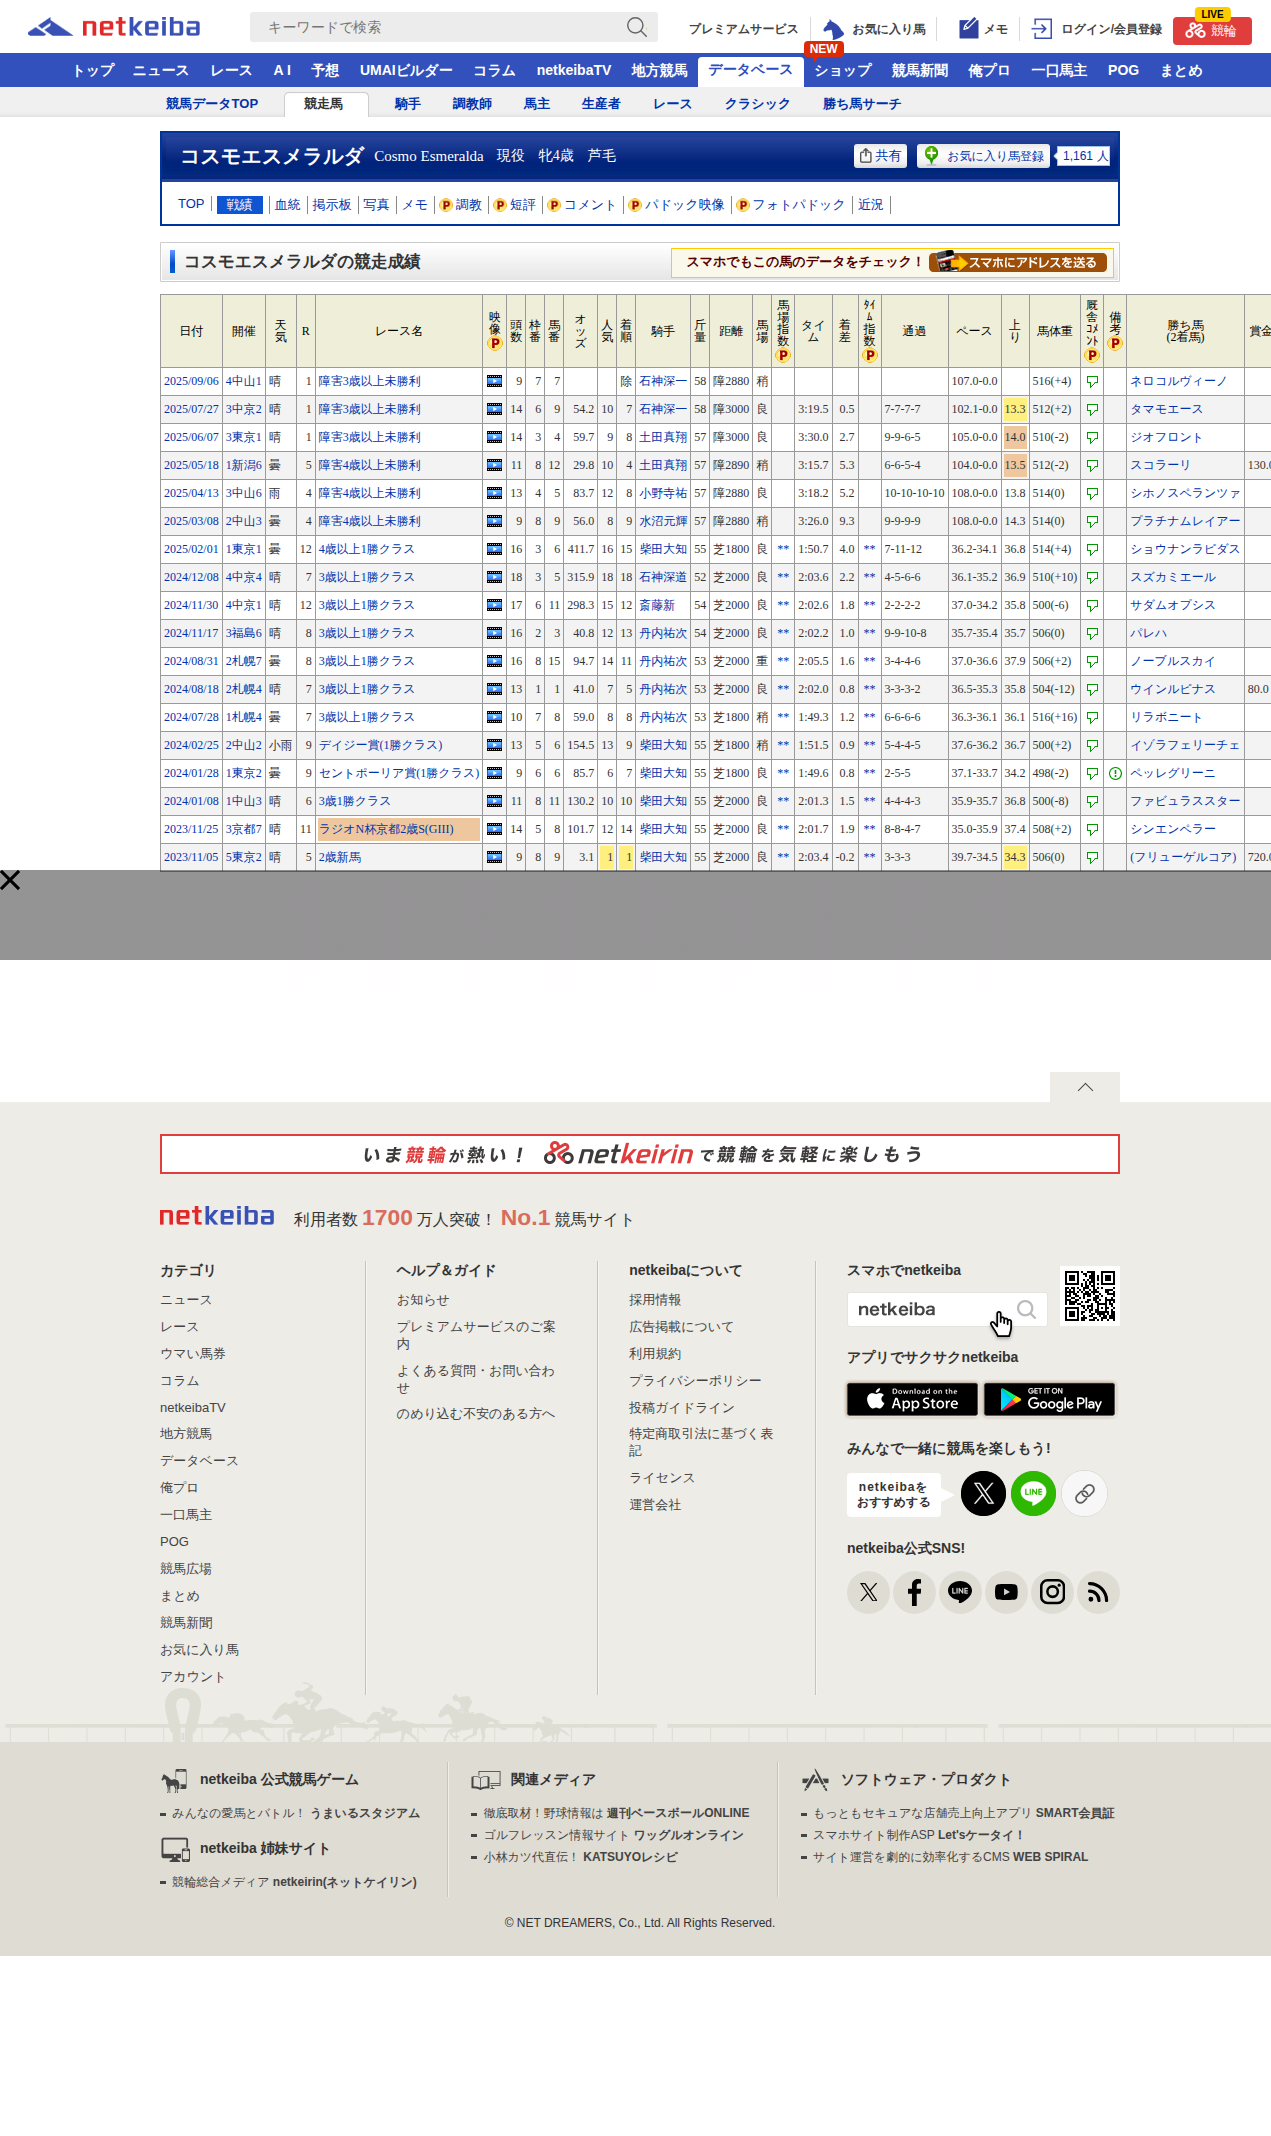 netkeiba キーワードで検索 プレミアムサービス お気に入り馬 メモ ログイン/会員登録 LIVE 競輪
NEW
トップ ニュース レース A I 予想 UMAIビルダー コラム netkeibaTV 地方競馬 データベース ショップ 競馬新聞 俺プロ 一口馬主 POG まとめ
競馬データTOP 競走馬 騎手 調教師 馬主 生産者 レース クラシック 勝ち馬サーチ
コスモエスメラルダ Cosmo Esmeralda 現役 牝4歳 芦毛 共有 お気に入り馬登録 1,161 人
TOP 戦績 血統 掲示板 写真 メモ P 調教 P 短評 P コメント P パドック映像 P フォトパドック 近況
コスモエスメラルダの競走成績 スマホでもこの馬のデータをチェック！ スマホにアドレスを送る
日付 開催 天気 R レース名 映像 P 頭数 枠番 馬番 オッズ 人気 着順 騎手 斤量 距離 馬場 馬場指数 P タイム 着差 ﾀｲﾑ指数 P 通過 ペース 上り 馬体重 厩舎ｺﾒﾝﾄ P 備考 P 勝ち馬(2着馬) 賞金
2025/09/06 4中山1 晴 1 障害3歳以上未勝利 9 7 7 除 石神深一 58 障2880 稍 107.0-0.0 516(+4) ネロコルヴィーノ
2025/07/27 3中京2 晴 1 障害3歳以上未勝利 14 6 9 54.2 10 7 石神深一 58 障3000 良 3:19.5 0.5 7-7-7-7 102.1-0.0 13.3 512(+2) タマモエース
2025/06/07 3東京1 晴 1 障害3歳以上未勝利 14 3 4 59.7 9 8 土田真翔 57 障3000 良 3:30.0 2.7 9-9-6-5 105.0-0.0 14.0 510(-2) ジオフロント
2025/05/18 1新潟6 曇 5 障害4歳以上未勝利 11 8 12 29.8 10 4 土田真翔 57 障2890 稍 3:15.7 5.3 6-6-5-4 104.0-0.0 13.5 512(-2) スコラーリ 130.0
2025/04/13 3中山6 雨 4 障害4歳以上未勝利 13 4 5 83.7 12 8 小野寺祐 57 障2880 良 3:18.2 5.2 10-10-10-10 108.0-0.0 13.8 514(0) シホノスペランツァ
2025/03/08 2中山3 曇 4 障害4歳以上未勝利 9 8 9 56.0 8 9 水沼元輝 57 障2880 稍 3:26.0 9.3 9-9-9-9 108.0-0.0 14.3 514(0) プラチナムレイアー
2025/02/01 1東京1 曇 12 4歳以上1勝クラス 16 3 6 411.7 16 15 柴田大知 55 芝1800 良 ** 1:50.7 4.0 ** 7-11-12 36.2-34.1 36.8 514(+4) ショウナンラピダス
2024/12/08 4中京4 晴 7 3歳以上1勝クラス 18 3 5 315.9 18 18 石神深道 52 芝2000 良 ** 2:03.6 2.2 ** 4-5-6-6 36.1-35.2 36.9 510(+10) スズカミエール
2024/11/30 4中京1 晴 12 3歳以上1勝クラス 17 6 11 298.3 15 12 斎藤新 54 芝2000 良 ** 2:02.6 1.8 ** 2-2-2-2 37.0-34.2 35.8 500(-6) サダムオプシス
2024/11/17 3福島6 晴 8 3歳以上1勝クラス 16 2 3 40.8 12 13 丹内祐次 54 芝2000 良 ** 2:02.2 1.0 ** 9-9-10-8 35.7-35.4 35.7 506(0) パレハ
2024/08/31 2札幌7 曇 8 3歳以上1勝クラス 16 8 15 94.7 14 11 丹内祐次 53 芝2000 重 ** 2:05.5 1.6 ** 3-4-4-6 37.0-36.6 37.9 506(+2) ノーブルスカイ
2024/08/18 2札幌4 晴 7 3歳以上1勝クラス 13 1 1 41.0 7 5 丹内祐次 53 芝2000 良 ** 2:02.0 0.8 ** 3-3-3-2 36.5-35.3 35.8 504(-12) ウインルピナス 80.0
2024/07/28 1札幌4 曇 7 3歳以上1勝クラス 10 7 8 59.0 8 8 丹内祐次 53 芝1800 稍 ** 1:49.3 1.2 ** 6-6-6-6 36.3-36.1 36.1 516(+16) リラボニート
2024/02/25 2中山2 小雨 9 デイジー賞(1勝クラス) 13 5 6 154.5 13 9 柴田大知 55 芝1800 稍 ** 1:51.5 0.9 ** 5-4-4-5 37.6-36.2 36.7 500(+2) イゾラフェリーチェ
2024/01/28 1東京2 曇 9 セントポーリア賞(1勝クラス) 9 6 6 85.7 6 7 柴田大知 55 芝1800 良 ** 1:49.6 0.8 ** 2-5-5 37.1-33.7 34.2 498(-2) ペッレグリーニ
2024/01/08 1中山3 晴 6 3歳1勝クラス 11 8 11 130.2 10 10 柴田大知 55 芝2000 良 ** 2:01.3 1.5 ** 4-4-4-3 35.9-35.7 36.8 500(-8) ファビュラススター
2023/11/25 3京都7 晴 11 ラジオN杯京都2歳S(GIII) 14 5 8 101.7 12 14 柴田大知 55 芝2000 良 ** 2:01.7 1.9 ** 8-8-4-7 35.0-35.9 37.4 508(+2) シンエンペラー
2023/11/05 5東京2 晴 5 2歳新馬 9 8 9 3.1 1 1 柴田大知 55 芝2000 良 ** 2:03.4 -0.2 ** 3-3-3 39.7-34.5 34.3 506(0) (フリューゲルコア) 720.0
いま競輪が熱い！ netkeirin で競輪を気軽に楽しもう
netkeiba 利用者数 1700 万人突破！ No.1 競馬サイト
カテゴリ
ニュース
レース
ウマい馬券
コラム
netkeibaTV
地方競馬
データベース
俺プロ
一口馬主
POG
競馬広場
まとめ
競馬新聞
お気に入り馬
アカウント
ヘルプ＆ガイド
お知らせ
プレミアムサービスのご案
内
よくある質問・お問い合わ
せ
のめり込む不安のある方へ
netkeibaについて
採用情報
広告掲載について
利用規約
プライバシーポリシー
投稿ガイドライン
特定商取引法に基づく表
記
ライセンス
運営会社
スマホでnetkeiba
netkeiba
アプリでサクサクnetkeiba
Download on the App Store GET IT ON Google Play
みんなで一緒に競馬を楽しもう!
netkeibaを
おすすめする LINE
netkeiba公式SNS!
LINE
netkeiba 公式競馬ゲーム
みんなの愛馬とバトル！ うまいるスタジアム
netkeiba 姉妹サイト
競輪総合メディア netkeirin(ネットケイリン)
関連メディア
徹底取材！野球情報は 週刊ベースボールONLINE
ゴルフレッスン情報サイト ワッグルオンライン
小林カツ代直伝！ KATSUYOレシピ
ソフトウェア・プロダクト
もっともセキュアな店舗売上向上アプリ SMART会員証
スマホサイト制作ASP Let'sケータイ！
サイト運営を劇的に効率化するCMS WEB SPIRAL
© NET DREAMERS, Co., Ltd. All Rights Reserved.